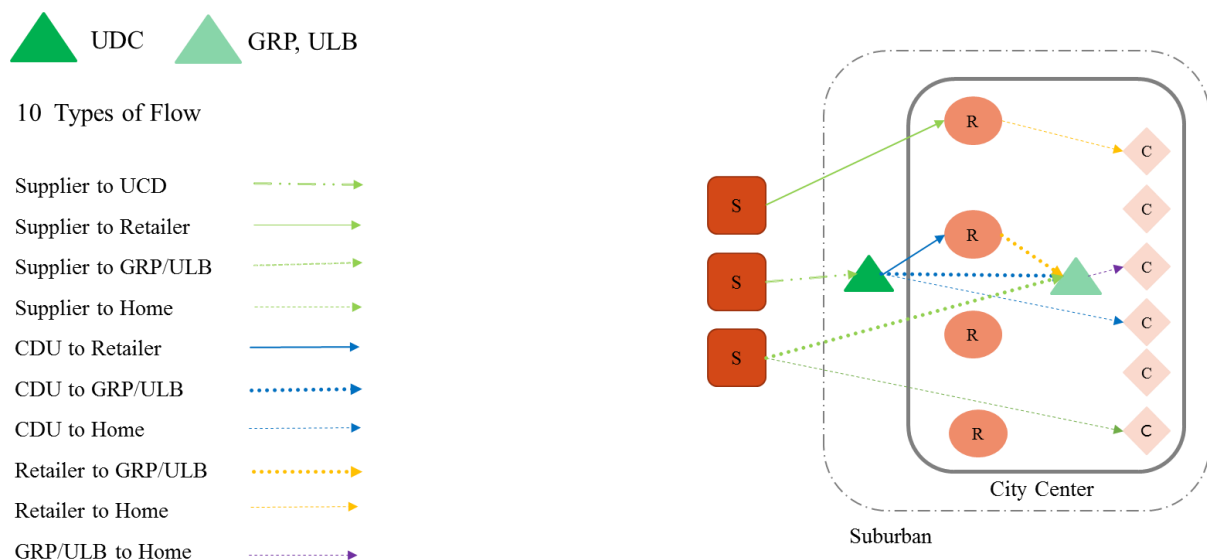 UDC
GRP, ULB
10 Types of Flow
Supplier to UCD
Supplier to Retailer
Supplier to GRP/ULB
Supplier to Home
CDU to Retailer
CDU to GRP/ULB
CDU to Home
Retailer to GRP/ULB
Retailer to Home
GRP/ULB to Home
S
S
S
R
R
R
R
C
C
C
C
C
C
City Center
Suburban